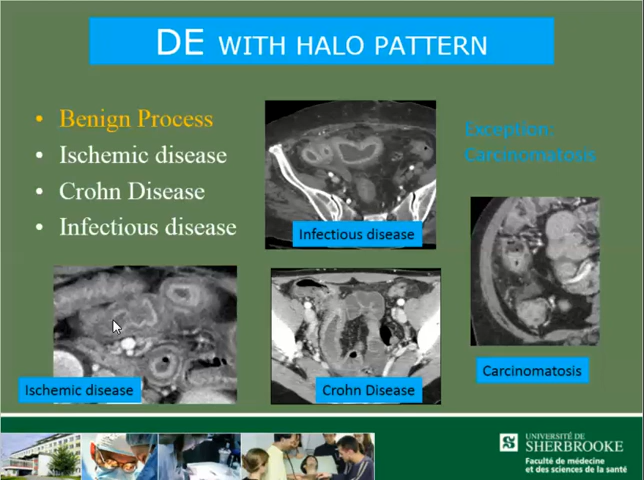 DE WITH HALO PATTERN
• Benign Process
• Ischemic disease
• Crohn Disease
• Infectious disease
Exception:
Carcinomatosis
Infectious disease
Ischemic disease
Crohn Disease
Carcinomatosis
S
UNIVERSITÉ DE
SHERBROOKE
Faculté de médecine
et des sciences de la santé